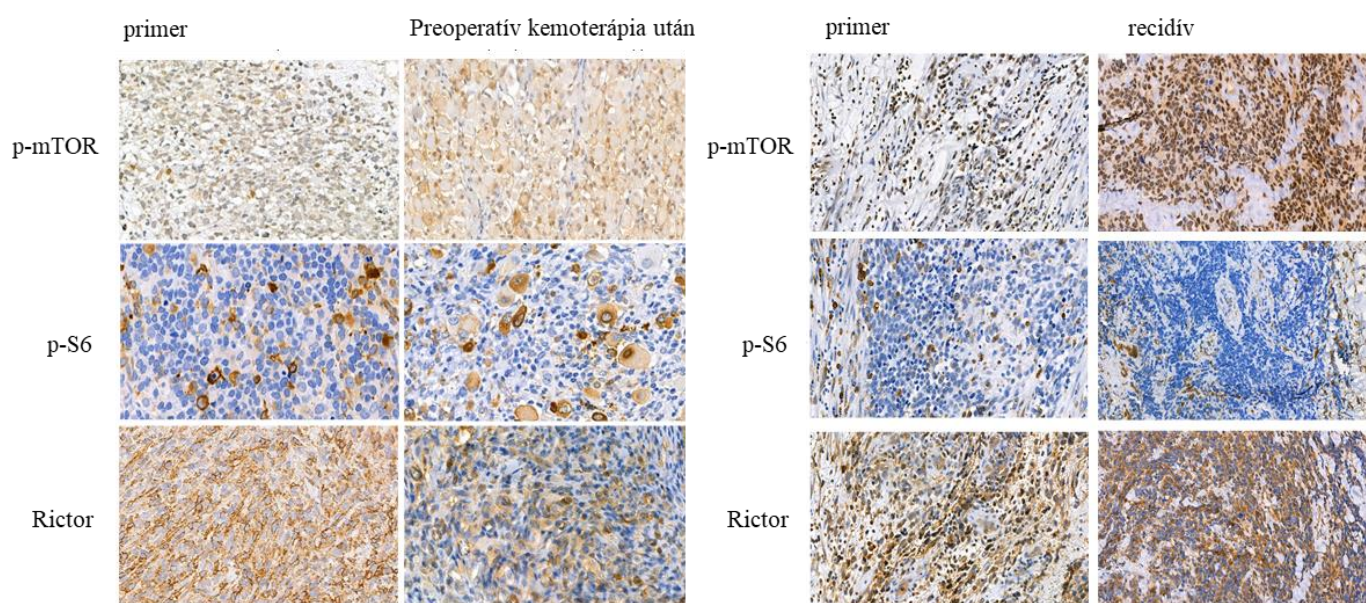 primer
Preoperatív kemoterápia után
primer
recidív
p-mTOR
p-mTOR
p-S6
p-S6
Rictor
Rictor